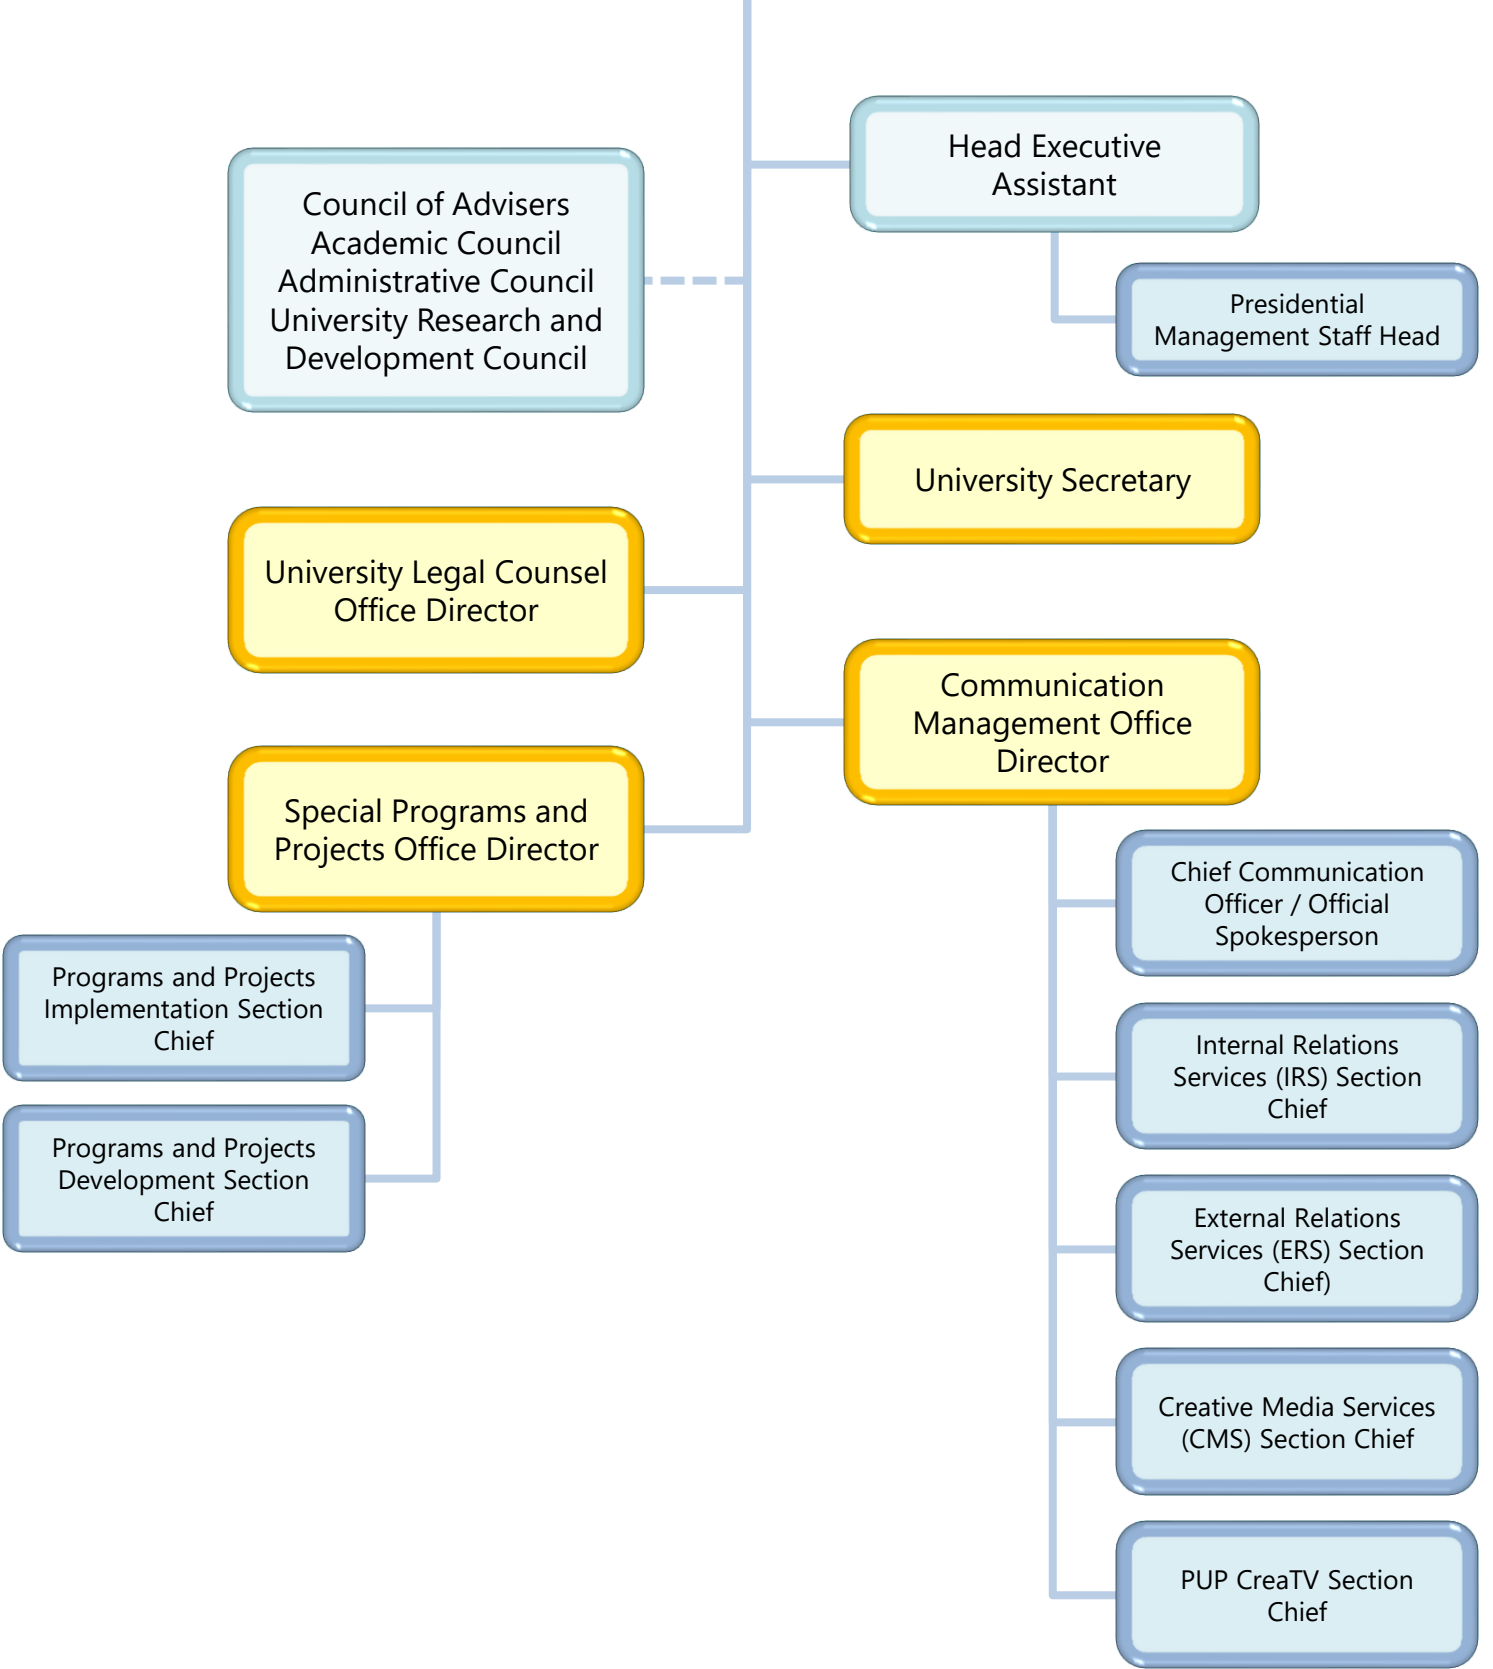 Head Executive
Assistant
Council of Advisers
Academic Council
Administrative Council
University Research and
Development Council
Presidential
Management Staff Head
University Secretary
University Legal Counsel
Office Director
Communication
Management Office
Director
Special Programs and
Projects Office Director
Chief Communication
Officer / Official
Spokesperson
Programs and Projects
Implementation Section
Chief
Internal Relations
Services (IRS) Section
Chief
Programs and Projects
Development Section
Chief
External Relations
Services (ERS) Section
Chief)
Creative Media Services
(CMS) Section Chief
PUP CreaTV Section
Chief